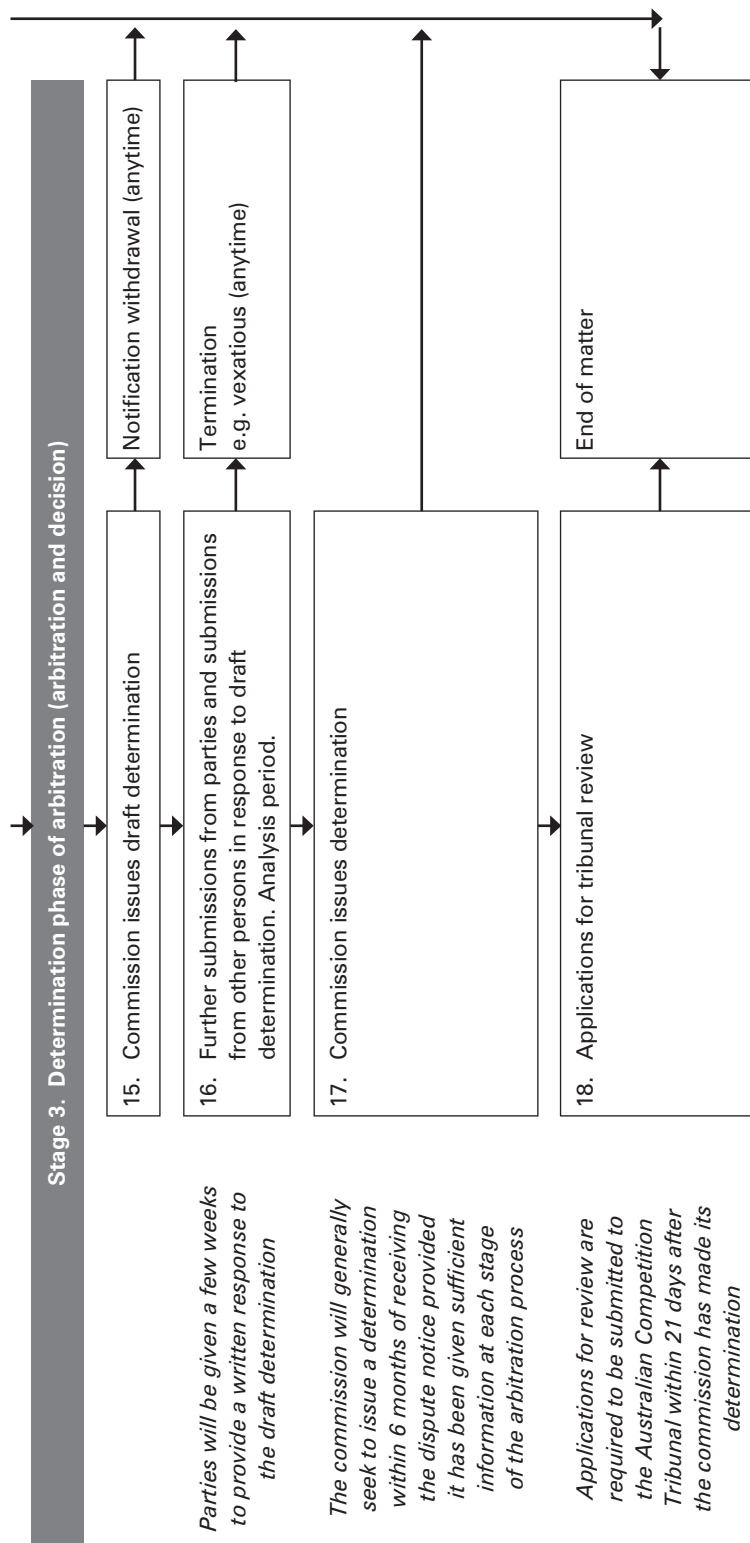 Stage 3. Determination phase of arbitration (arbitration and decision)
15. Commission issues draft determination
Notification withdrawal (anytime)
Parties will be given a few weeks
to provide a written response to
the draft determination
16. Further submissions from parties and submissions
from other persons in response to draft
determination. Analysis period.
Termination
e.g. vexatious (anytime)
The commission will generally
seek to issue a determination
within 6 months of receiving
the dispute notice provided
it has been given sufficient
information at each stage
of the arbitration process
17. Commission issues determination
Applications for review are
required to be submitted to
the Australian Competition
Tribunal within 21 days after
the commission has made its
determination
18. Applications for tribunal review
End of matter